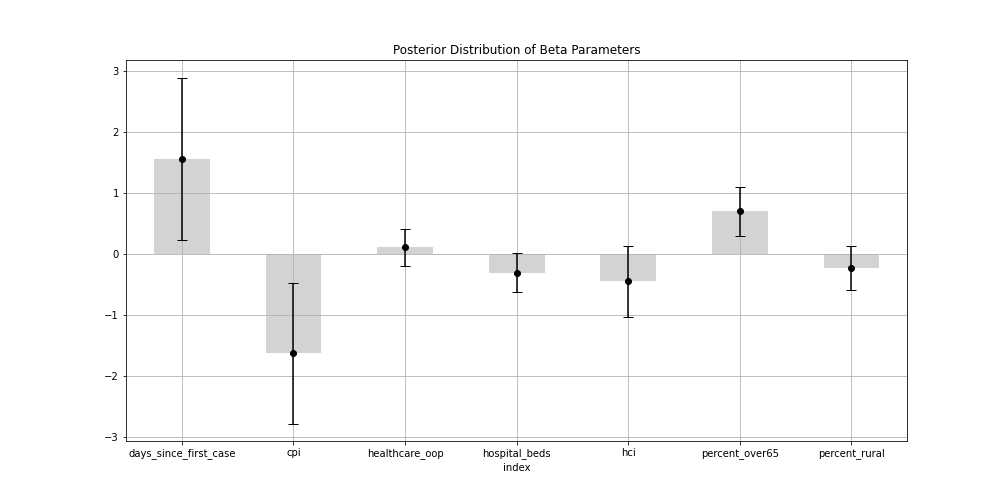 Posterior Distribution of Beta Parameters
3
2
1
0
−1
−2
−3
days_since_first_case cpi healthcare_oop hospital_beds hci percent_over65 percent_rural
index